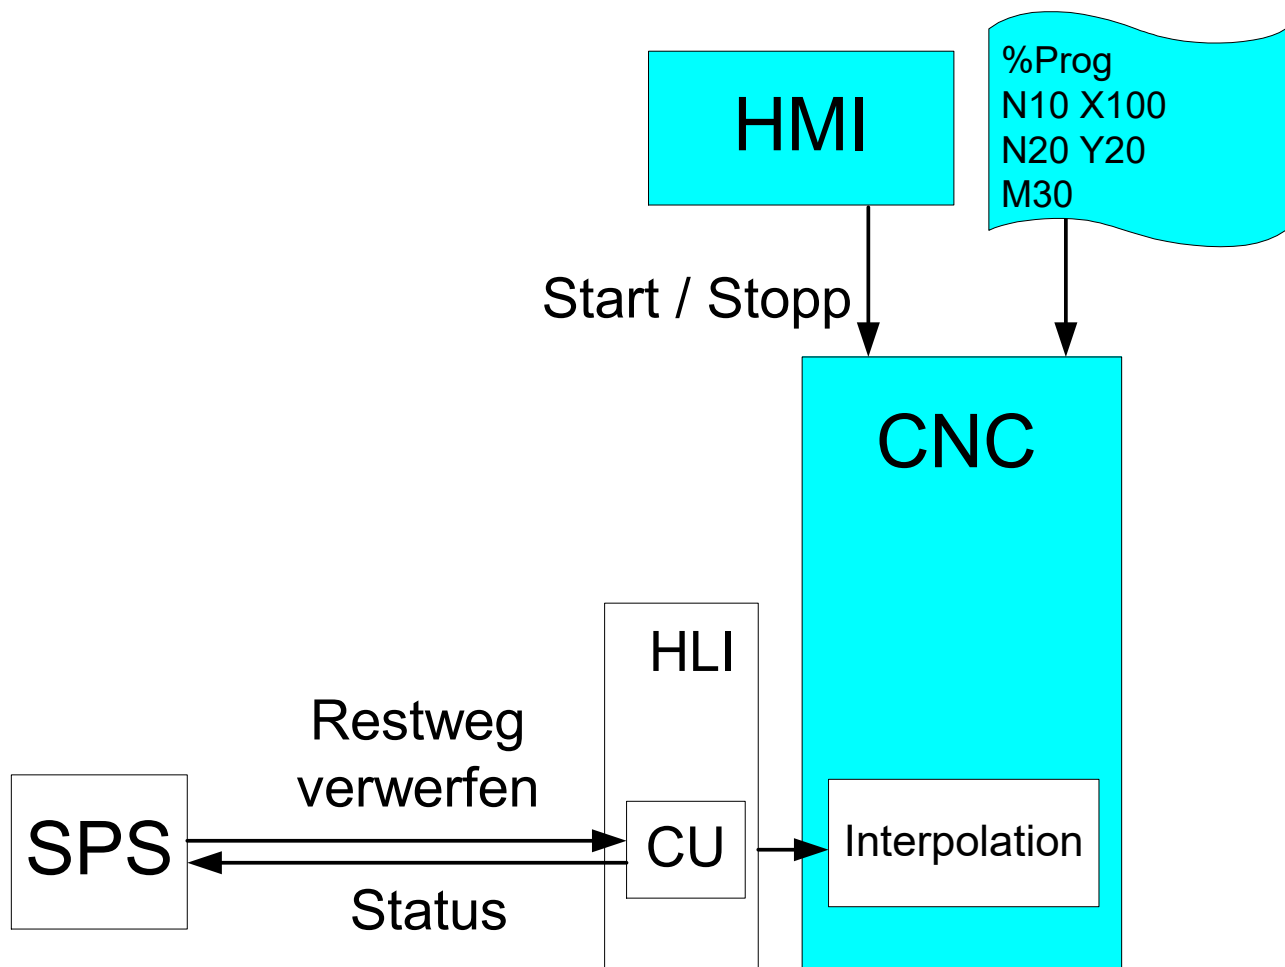 HMI
%Prog
N10 X100
N20 Y20
M30
Start / Stopp
CNC
HLI
Restweg
verwerfen
SPS
CU
Interpolation
Status